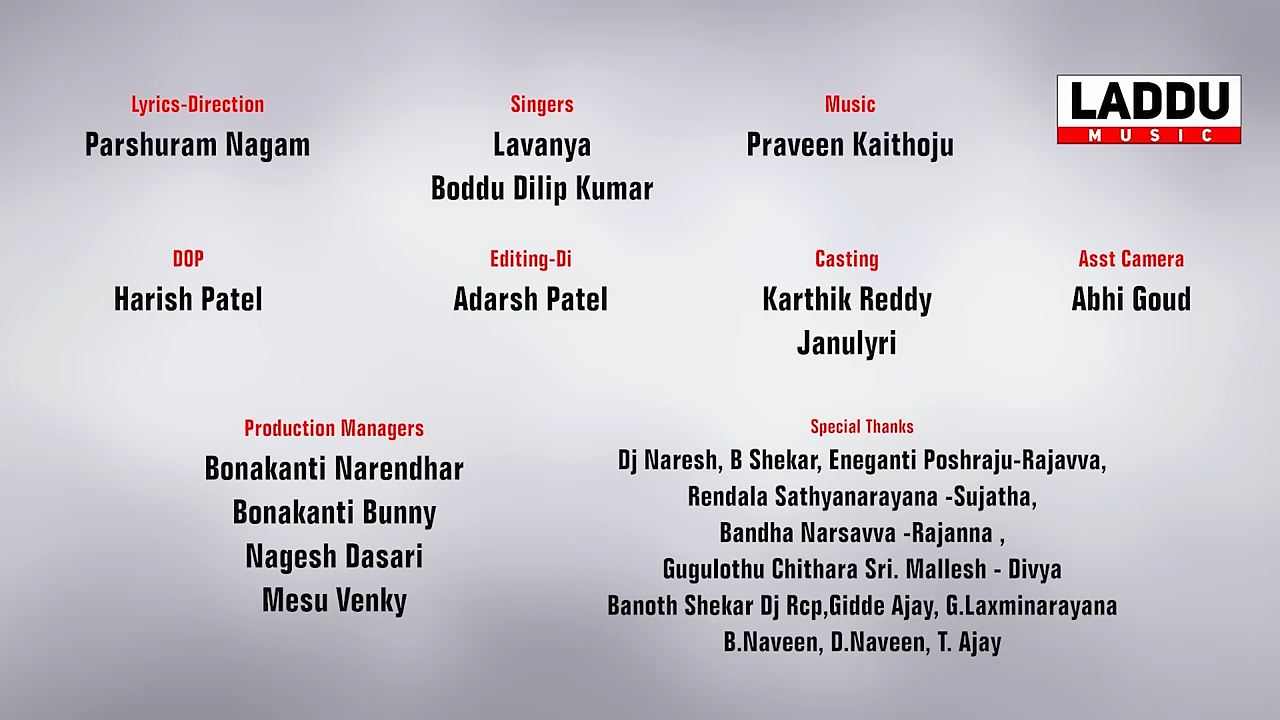 Lyrics-Direction
Parshuram Nagam
Singers
Lavanya
Boddu Dilip Kumar
Music
Praveen Kaithoju
LADDU
MUSIC
DOP
Harish Patel
Editing-Di
Adarsh Patel
Casting
Karthik Reddy
Janulyri
Asst Camera
Abhi Goud
Production Managers
Bonakanti Narendhar
Bonakanti Bunny
Nagesh Dasari
Mesu Venky
Special Thanks
Dj Naresh, B Shekar, Eneganti Poshraju-Rajavva,
Rendala Sathyanarayana -Sujatha,
Bandha Narsavva -Rajanna ,
Gugulothu Chithara Sri. Mallesh - Divya
Banoth Shekar Dj Rcp,Gidde Ajay, G.Laxminarayana
B.Naveen, D.Naveen, T. Ajay